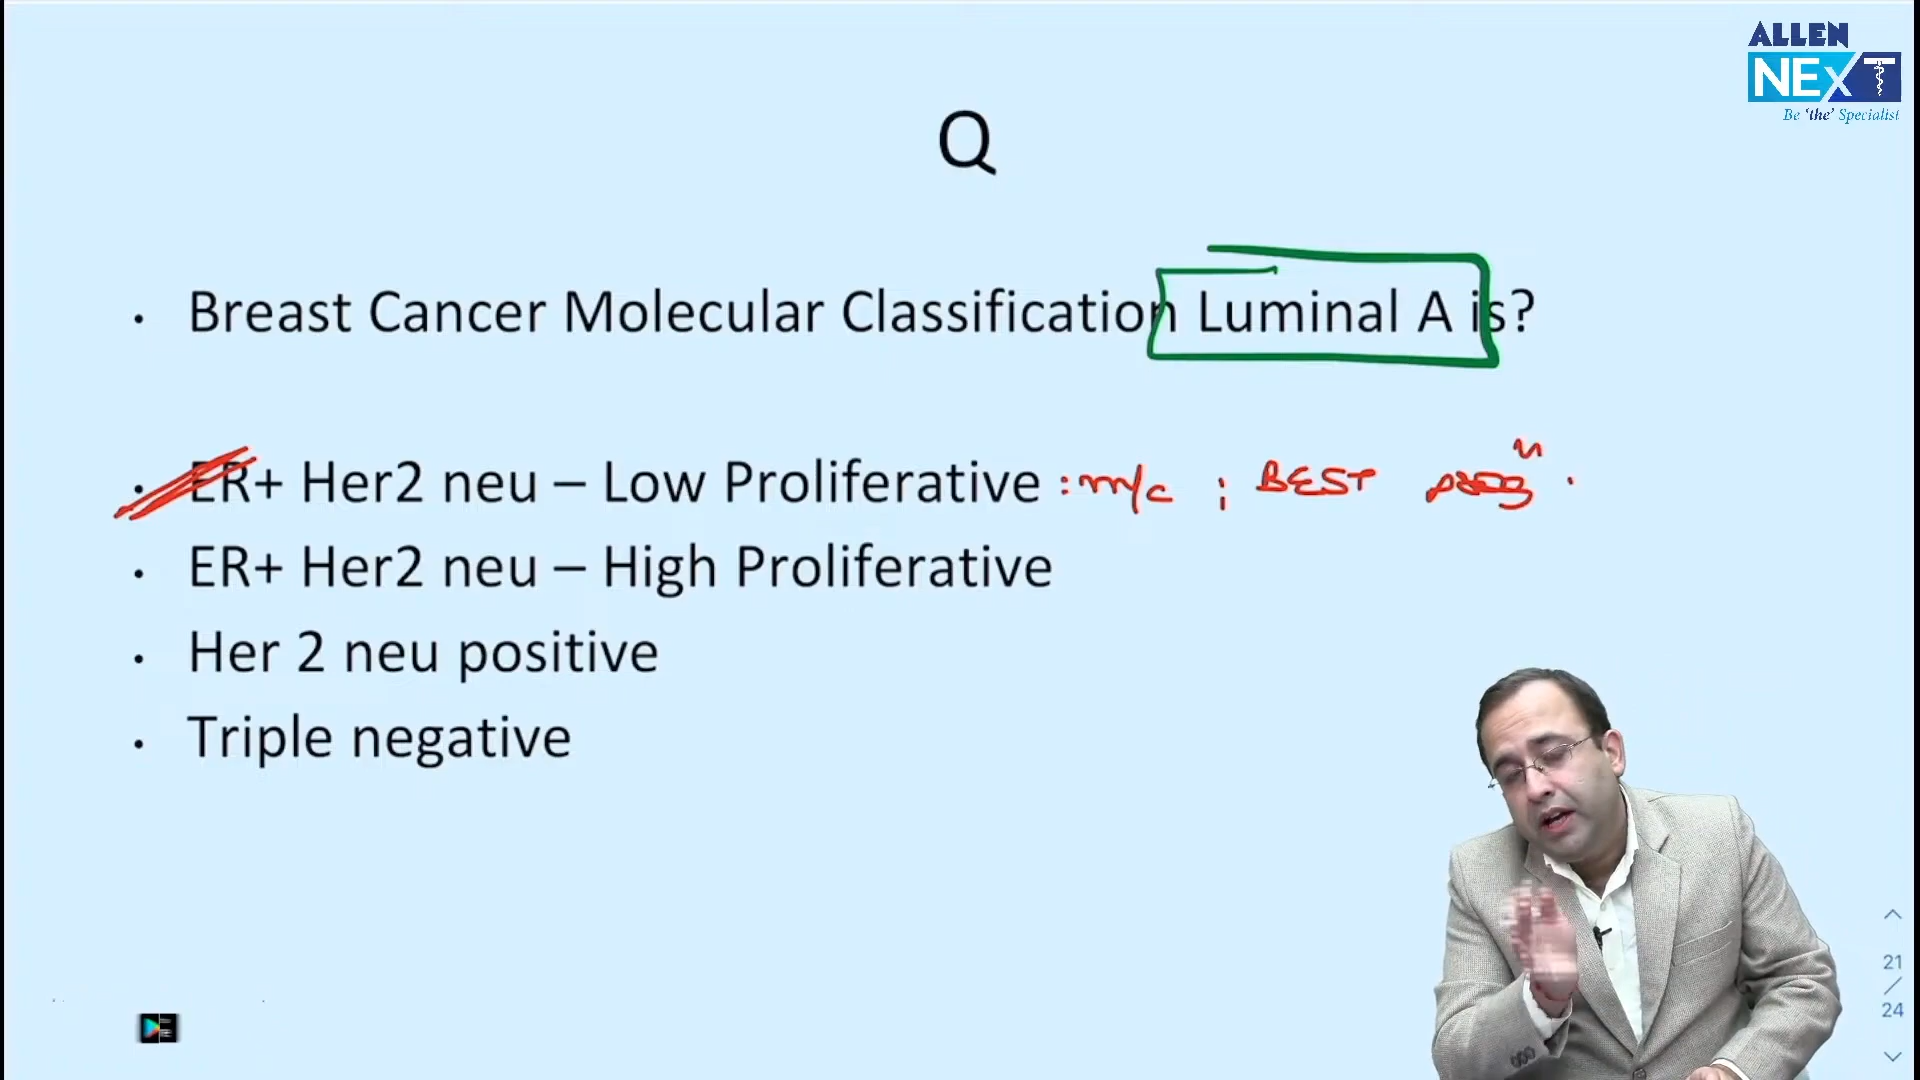 ALLEN
NEXT
Be 'the' Specialist
Q
• Breast Cancer Molecular Classification Luminal A is?
• ER+ Her2 neu – Low Proliferative : m/c ; BEST progⁿ .
• ER+ Her2 neu – High Proliferative
• Her 2 neu positive
• Triple negative
21
/
24